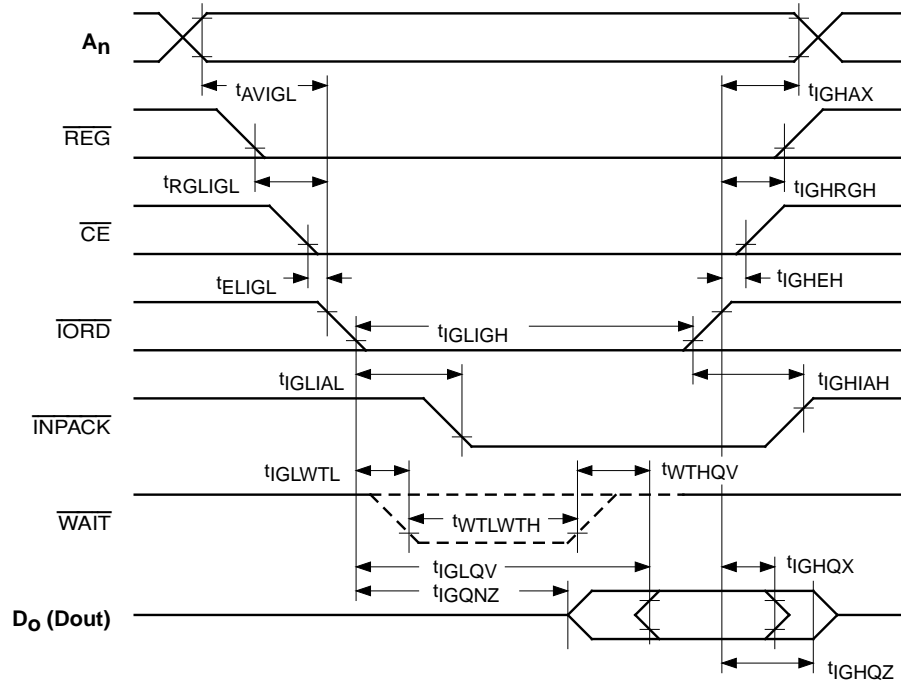 An
tAVIGL
tIGHAX
REG
tRGLIGL
tIGHRGH
CE
tELIGL
tIGHEH
IORD
tIGLIGH
tIGLIAL
tIGHIAH
INPACK
tIGLWTL
tWTHQV
WAIT
tWTLWTH
tIGLQV
tIGHQX
tIGQNZ
Do (Dout)
tIGHQZ